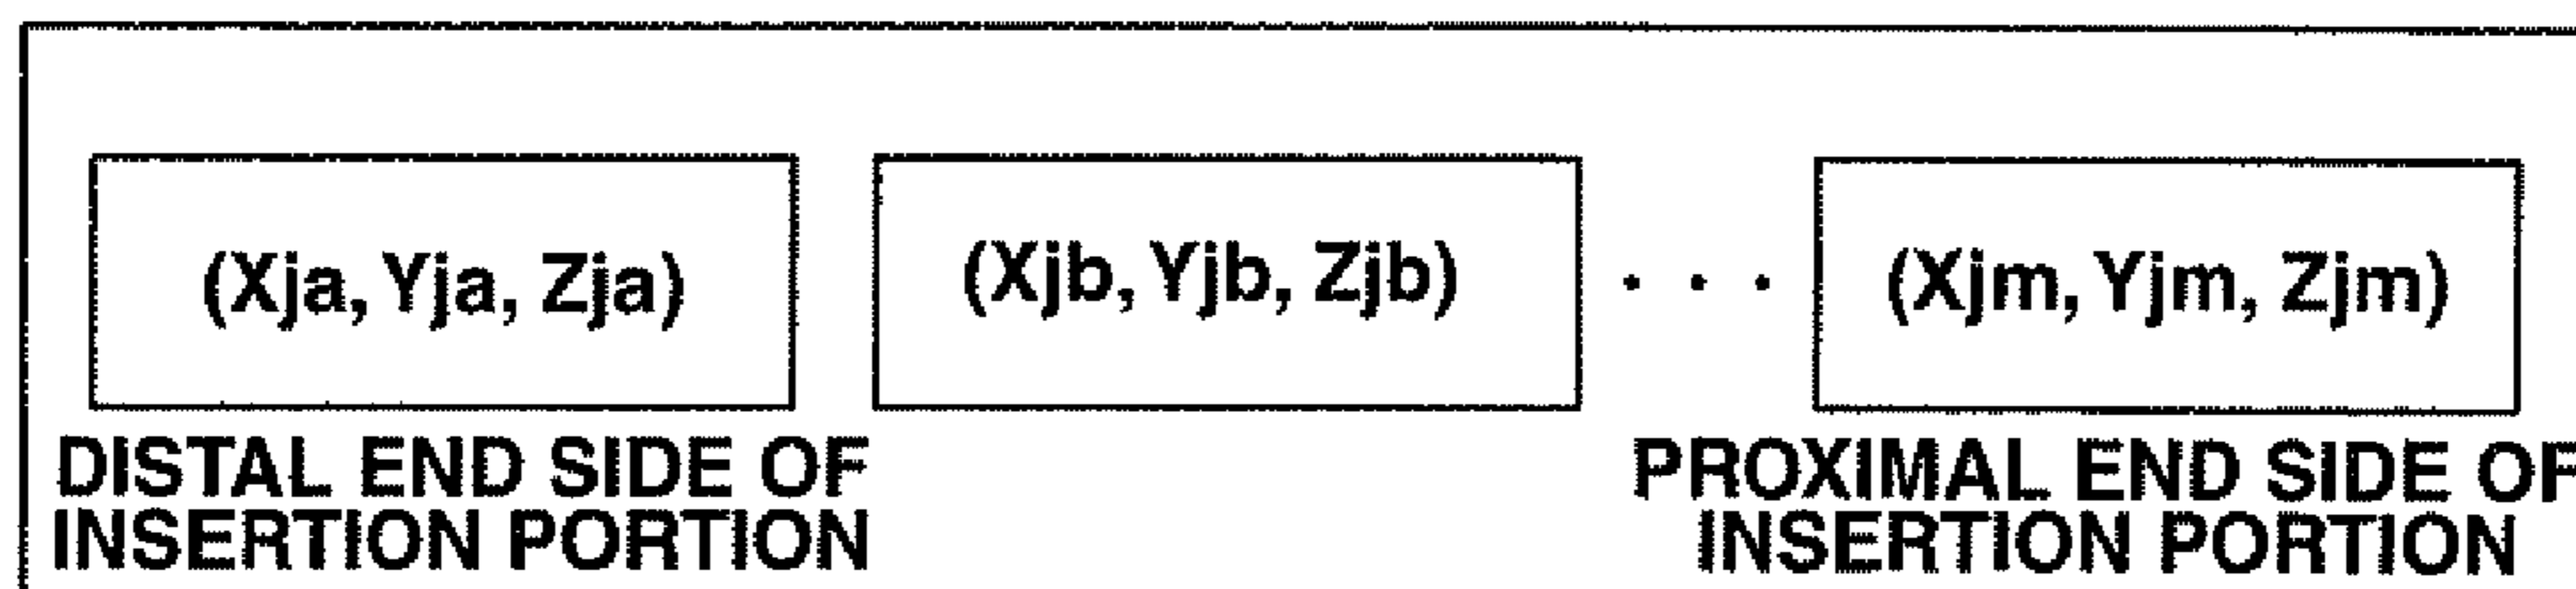 (Xja, Yja, Zja) (Xjb, Yjb, Zjb) . . . (Xjm, Yjm, Zjm)
DISTAL END SIDE OF PROXIMAL END SIDE OF
INSERTION PORTION INSERTION PORTION